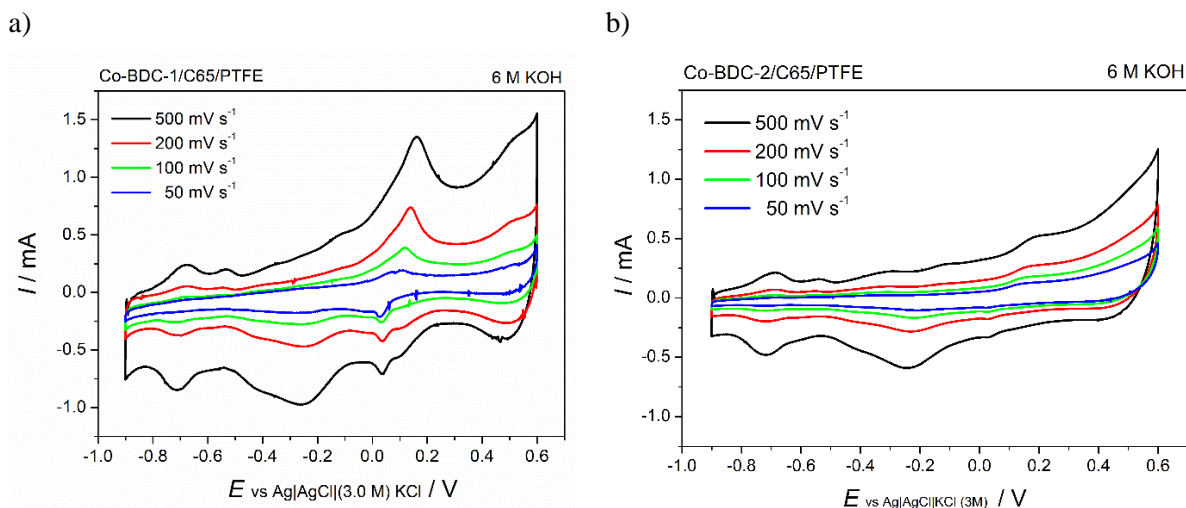 a)
Co-BDC-1/C65/PTFE 6 M KOH
500 mV s⁻¹
200 mV s⁻¹
100 mV s⁻¹
50 mV s⁻¹
1.5
1.0
0.5
0.0
-0.5
-1.0
I / mA
-1.0 -0.8 -0.6 -0.4 -0.2 0.0 0.2 0.4 0.6
E vs Ag|AgCl|(3.0 M) KCl / V
b)
Co-BDC-2/C65/PTFE 6 M KOH
500 mV s⁻¹
200 mV s⁻¹
100 mV s⁻¹
50 mV s⁻¹
1.5
1.0
0.5
0.0
-0.5
-1.0
I / mA
-1.0 -0.8 -0.6 -0.4 -0.2 0.0 0.2 0.4 0.6
E vs Ag|AgCl|KCl (3M) / V